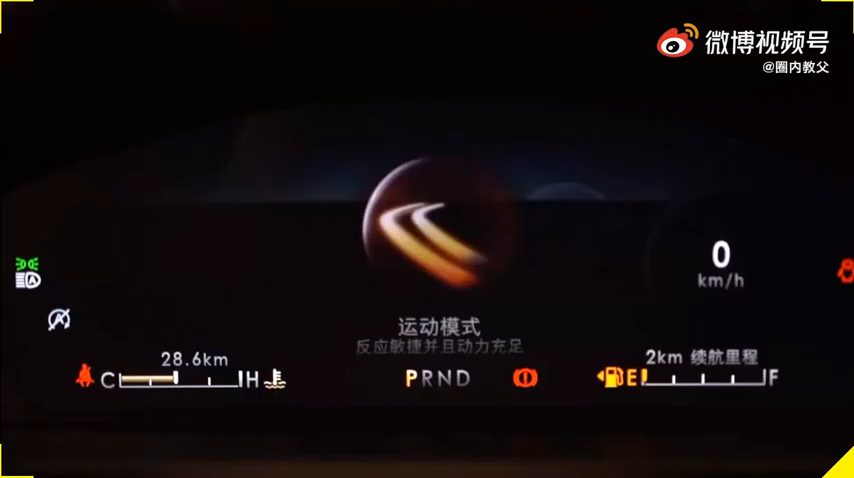 微博视频号
@圈内教父
0
km/h
运动模式
反应敏捷并且动力充足
28.6km
2km 续航里程
C H
PRND
E F